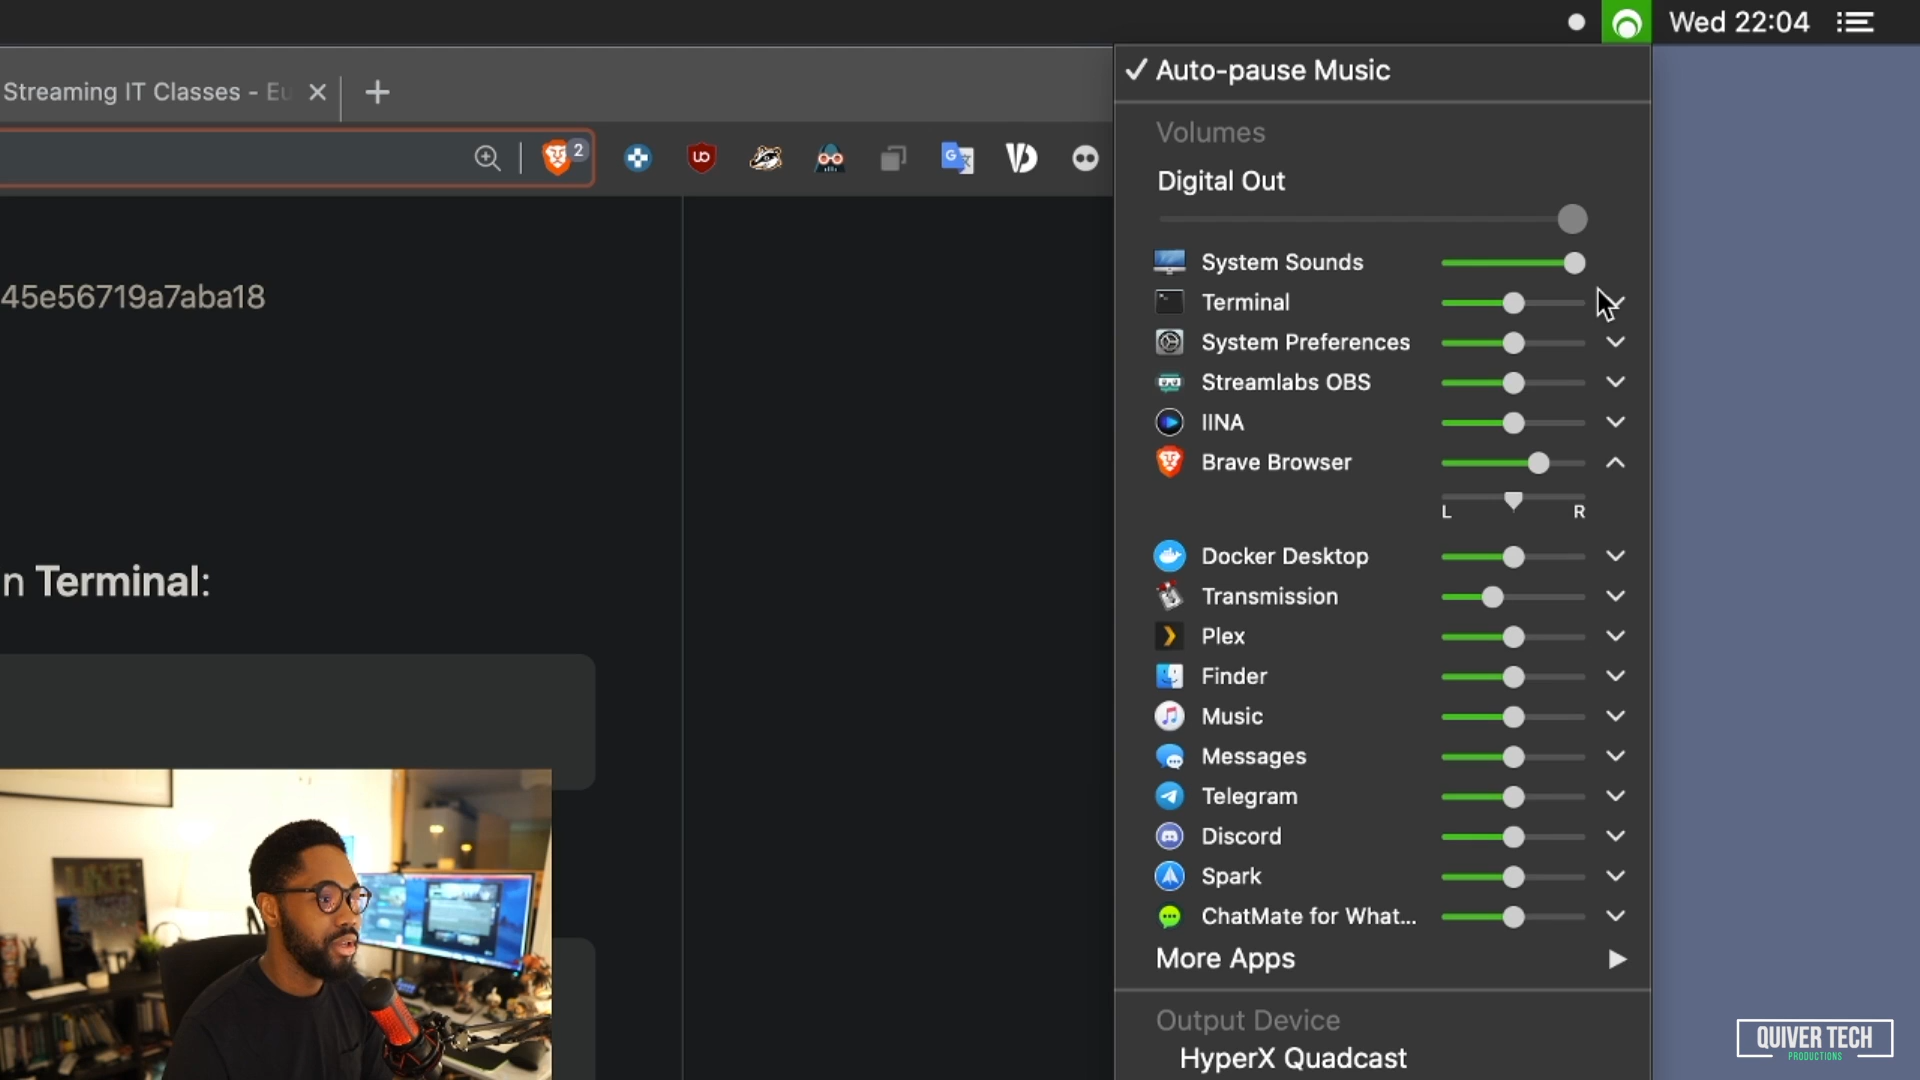 Wed 22:04
Auto-pause Music
Streaming IT Classes - Eu
Volumes
2
Digital Out
System Sounds
45e56719a7aba18
Terminal
System Preferences
Streamlabs OBS
IINA
Brave Browser
L R
Docker Desktop
n Terminal:
Transmission
Plex
Finder
Music
Messages
Telegram
Discord
Spark
ChatMate for What...
More Apps
Output Device
HyperX Quadcast
QUIVER TECH
PRODUCTIONS